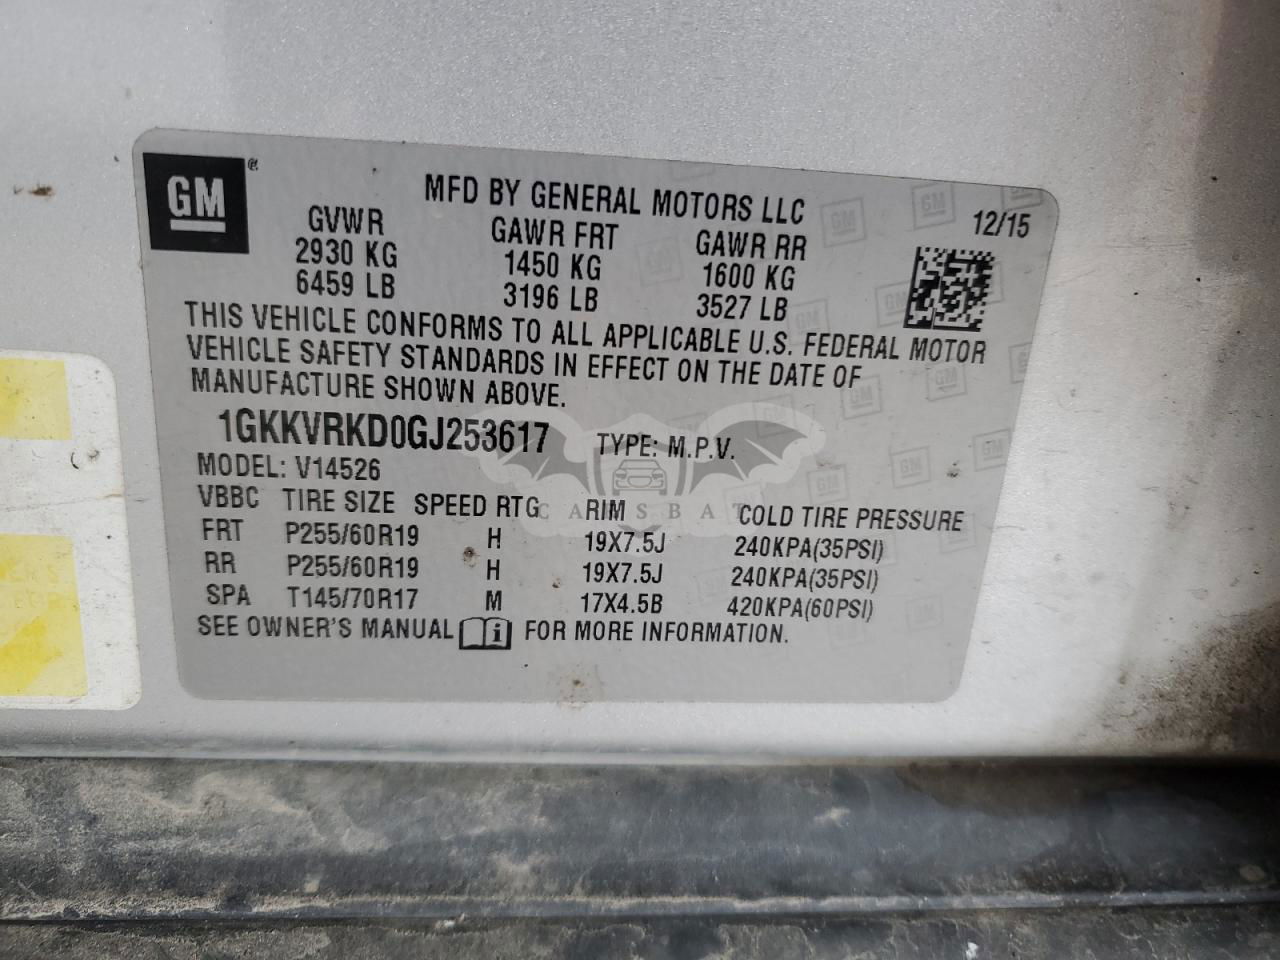 GM ®
MFD BY GENERAL MOTORS LLC
12/15
GVWR GAWR FRT GAWR RR
2930 KG 1450 KG 1600 KG
6459 LB 3196 LB 3527 LB
THIS VEHICLE CONFORMS TO ALL APPLICABLE U.S. FEDERAL MOTOR
VEHICLE SAFETY STANDARDS IN EFFECT ON THE DATE OF
MANUFACTURE SHOWN ABOVE.
1GKKVRKD0GJ253617 TYPE: M.P.V.
MODEL: V14526
VBBC TIRE SIZE SPEED RTG RIM COLD TIRE PRESSURE
CARSBAT
FRT P255/60R19 H 19X7.5J 240KPA(35PSI)
RR P255/60R19 H 19X7.5J 240KPA(35PSI)
SPA T145/70R17 M 17X4.5B 420KPA(60PSI)
SEE OWNER'S MANUAL i FOR MORE INFORMATION.